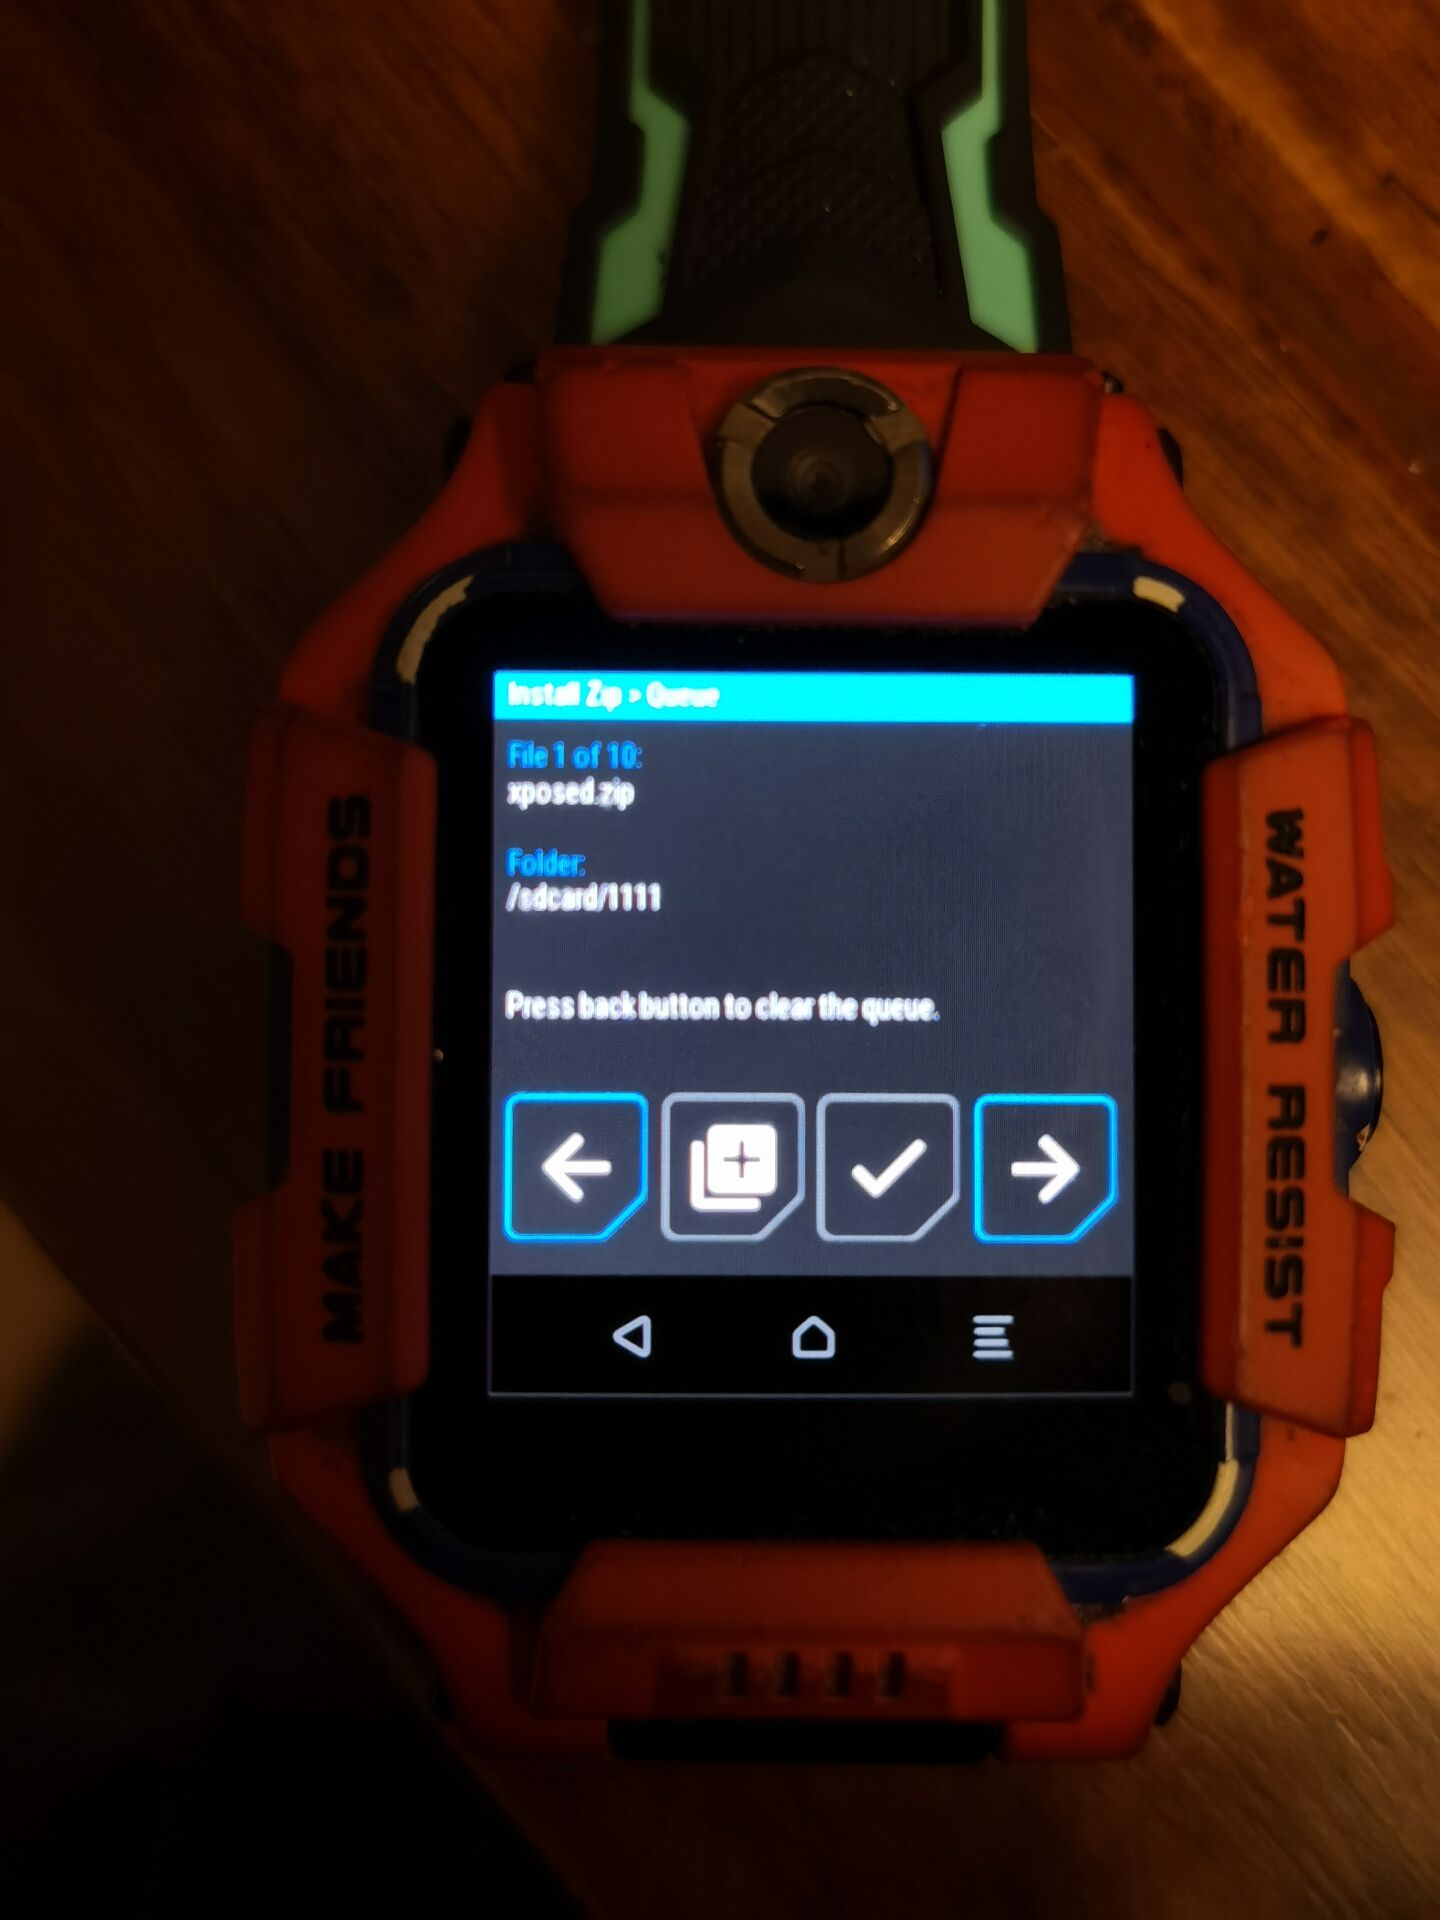 Install Zip > Queue
File 1 of 10:
xposed.zip
Folder:
/sdcard/1111
Press back button to clear the queue.
MAKE FRIENDS
WATER RESIST